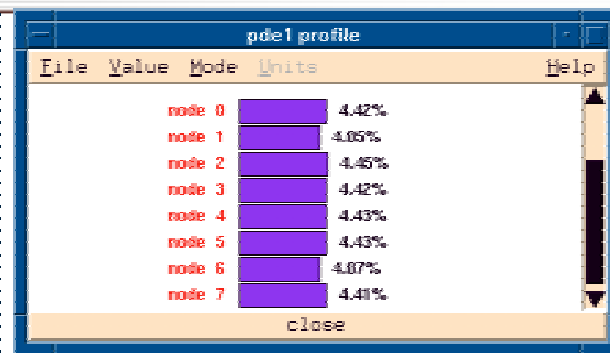 pde1 profile
File Value Mode Units Help
node 0 4.42%
node 1 4.05%
node 2 4.45%
node 3 4.42%
node 4 4.43%
node 5 4.43%
node 6 4.07%
node 7 4.41%
close